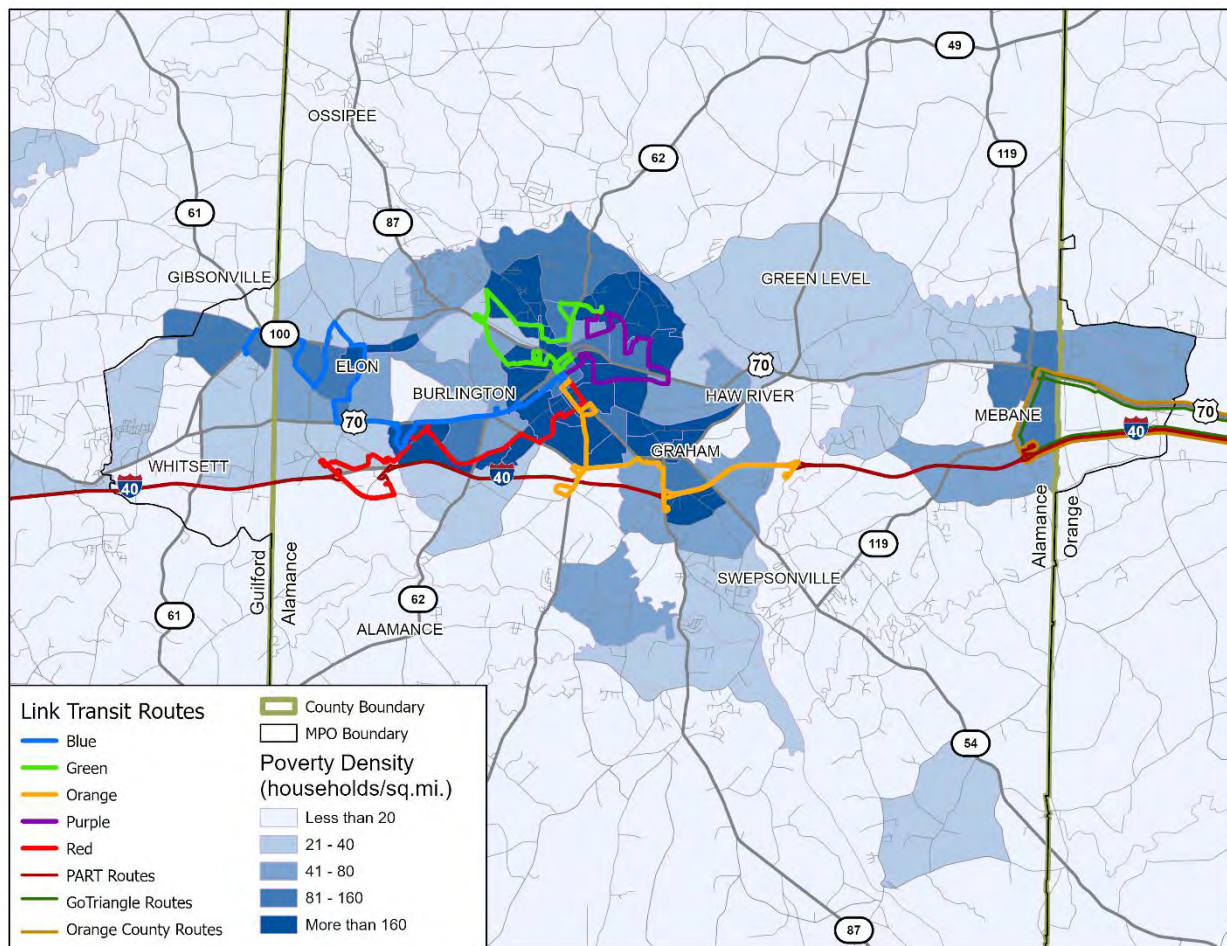 49
OSSIPEE
62
119
61
87
GIBSONVILLE
GREEN LEVEL
100
ELON
70
BURLINGTON
HAW RIVER
70
MEBANE
70
40
WHITSETT
GRAHAM
40
40
Guilford
Alamance
Alamance
Orange
119
SWEPSONVILLE
61
62
ALAMANCE
54
87
Link Transit Routes
Blue
Green
Orange
Purple
Red
PART Routes
GoTriangle Routes
Orange County Routes
County Boundary
MPO Boundary
Poverty Density
(households/sq.mi.)
Less than 20
21 - 40
41 - 80
81 - 160
More than 160